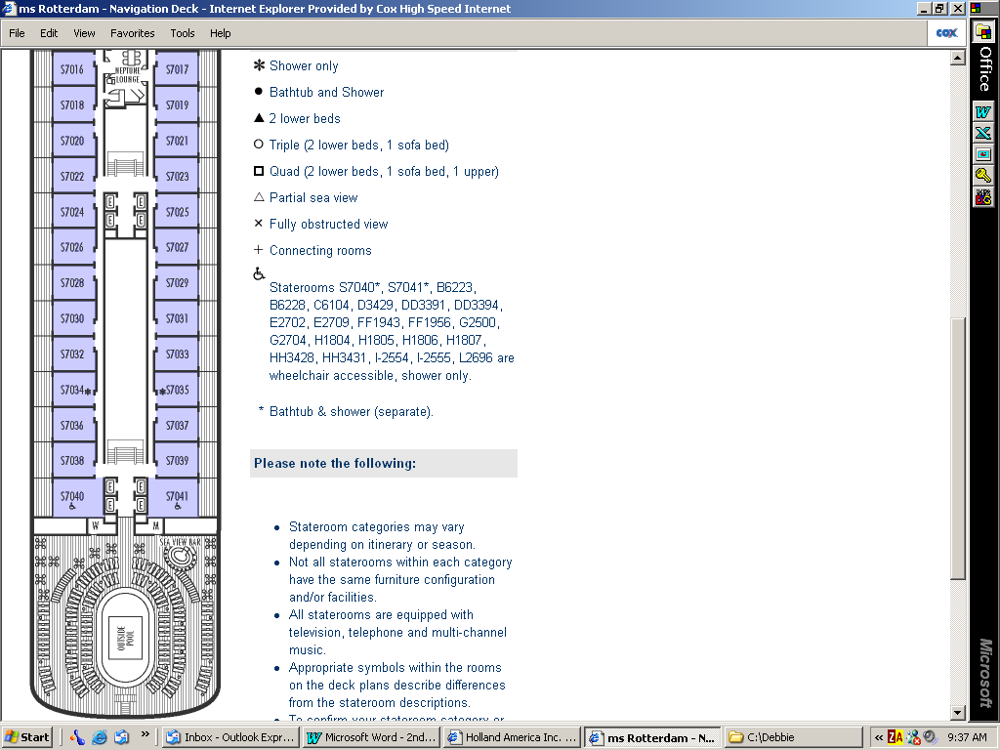 ms Rotterdam - Navigation Deck - Internet Explorer Provided by Cox High Speed Internet
File Edit View Favorites Tools Help
COX
Office
S7016 NEPTUNE LOUNGE S7017
S7018 S7019
S7020 S7021
S7022 S7023
E E
S7024 S7025
E E
S7026 S7027
S7028 S7029
S7030 S7031
S7032 S7033
S7034* *S7035
S7036 S7037
S7038 S7039
E E
S7040 S7041
E E
W M
SEA VIEW BAR
OUTSIDE
POOL
Shower only
Bathtub and Shower
2 lower beds
Triple (2 lower beds, 1 sofa bed)
Quad (2 lower beds, 1 sofa bed, 1 upper)
Partial sea view
Fully obstructed view
Connecting rooms
Staterooms S7040*, S7041*, B6223,
B6228, C6104, D3429, DD3391, DD3394,
E2702, E2709, FF1943, FF1956, G2500,
G2704, H1804, H1805, H1806, H1807,
HH3428, HH3431, I-2554, I-2555, L2696 are
wheelchair accessible, shower only.
* Bathtub & shower (separate).
Please note the following:
• Stateroom categories may vary
depending on itinerary or season.
• Not all staterooms within each category
have the same furniture configuration
and/or facilities.
• All staterooms are equipped with
television, telephone and multi-channel
music.
• Appropriate symbols within the rooms
on the deck plans describe differences
from the stateroom descriptions.
• To confirm your stateroom category or
Microsoft
Start » Inbox - Outlook Expr... Microsoft Word - 2nd... Holland America Inc. ... ms Rotterdam - N... C:\Debbie « ZA 9:37 AM